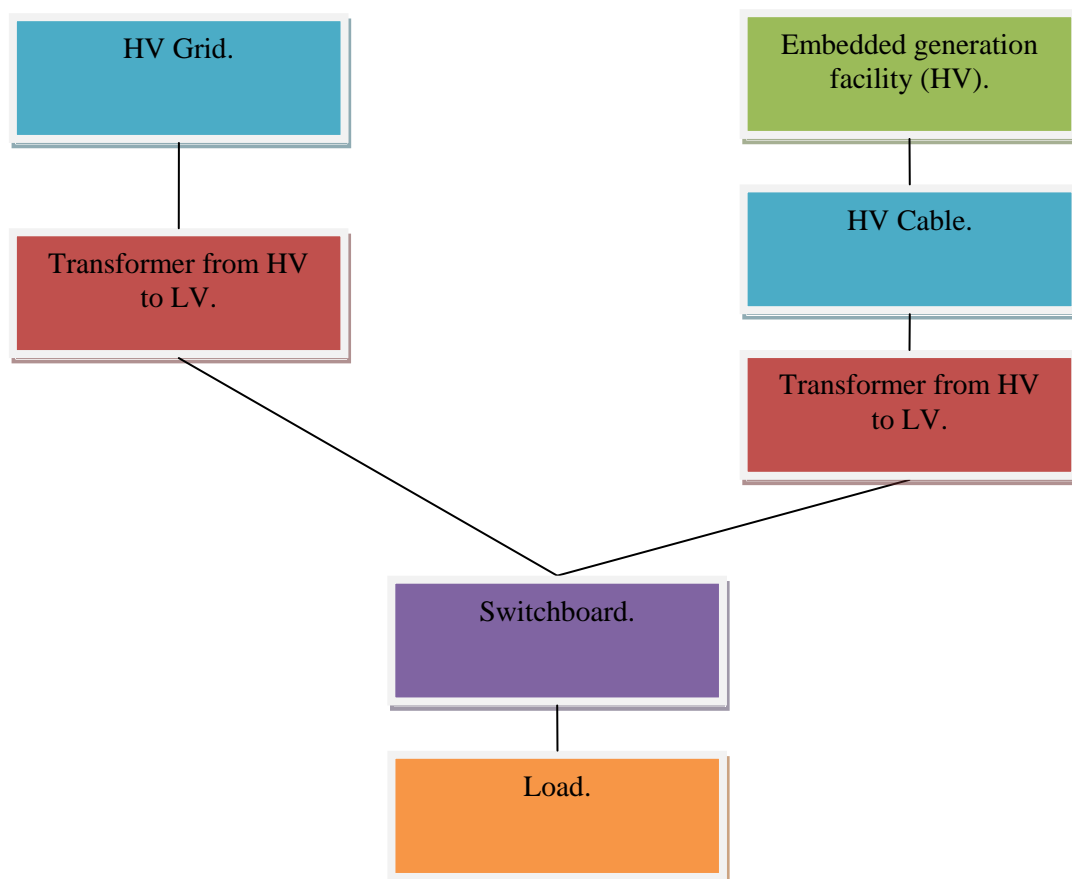 HV Grid.
Embedded generation
facility (HV).
HV Cable.
Transformer from HV
to LV.
Transformer from HV
to LV.
Switchboard.
Load.